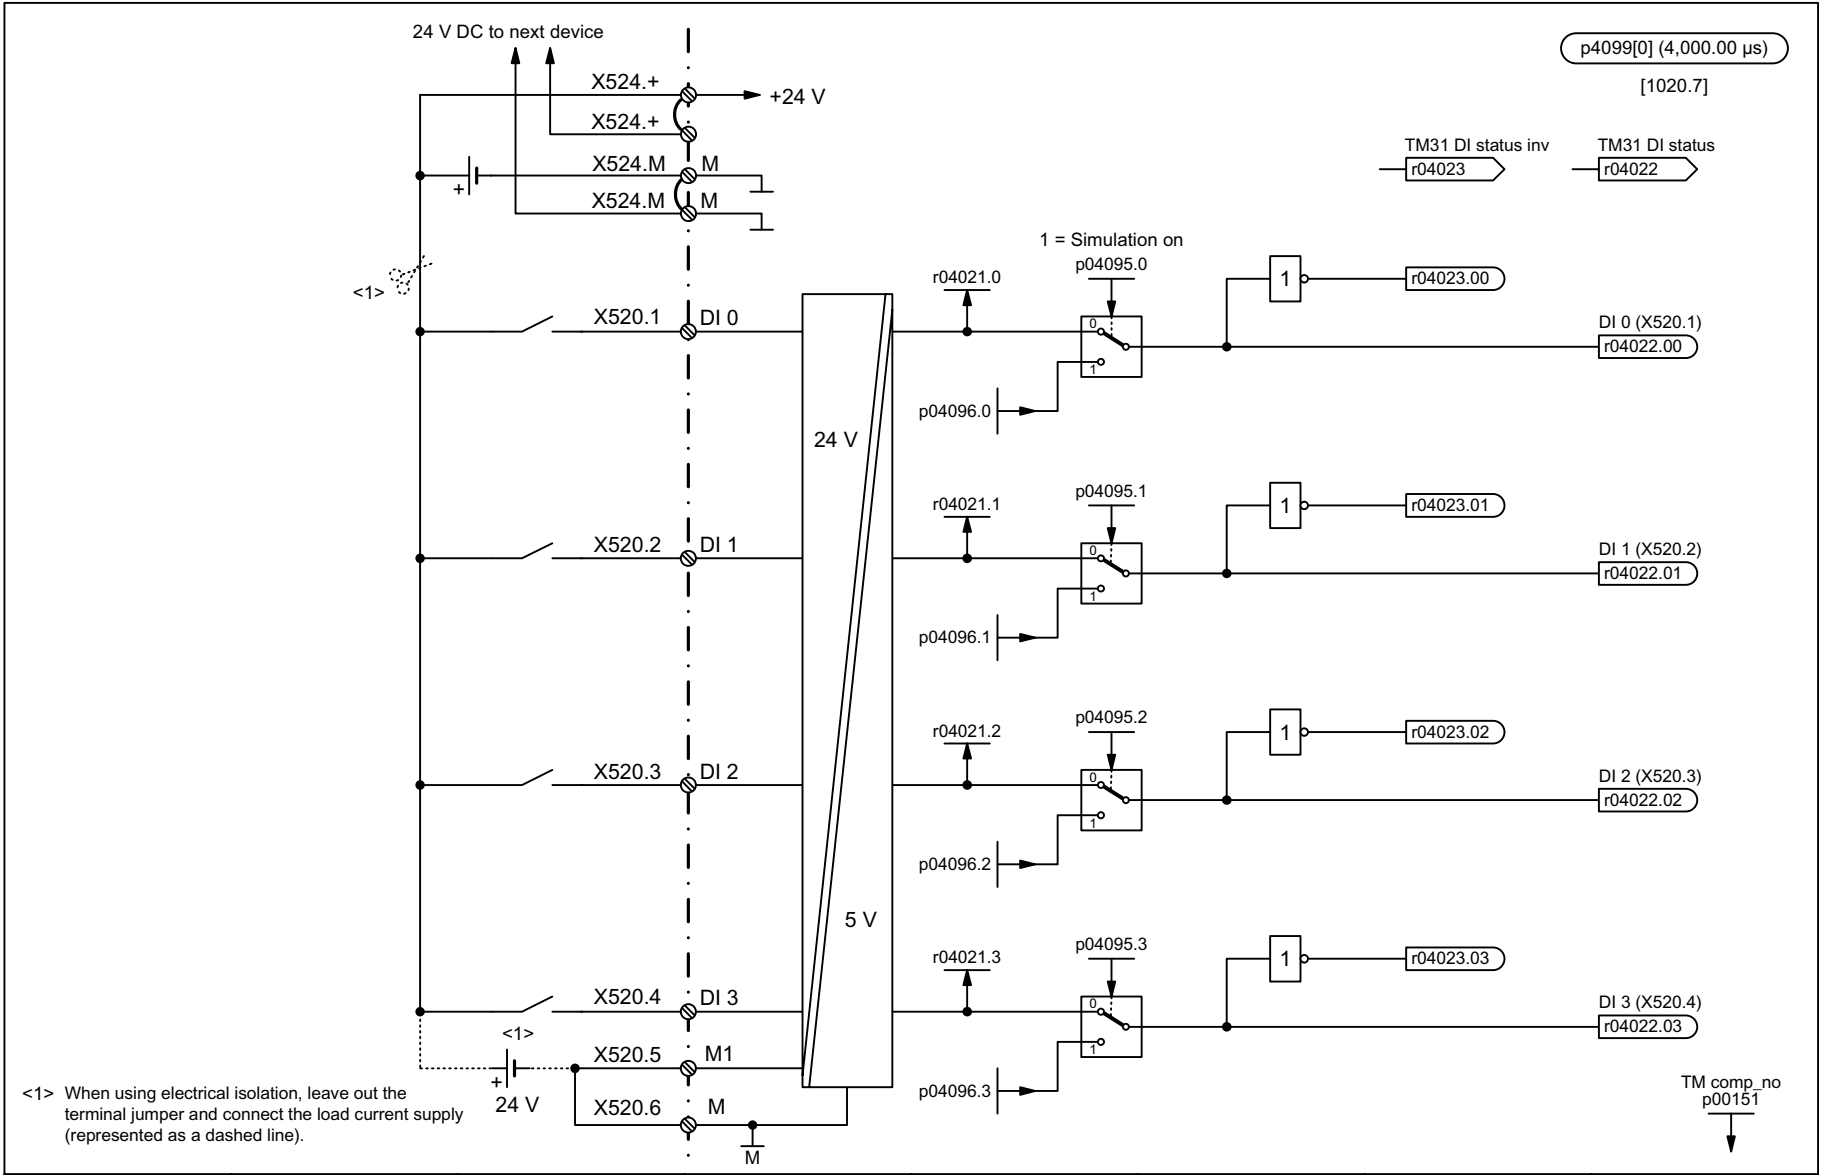 24 V DC to next device
p4099[0] (4,000.00 µs)
[1020.7]
X524.+
+24 V
X524.+
X524.M
M
X524.M
M
+
TM31 DI status inv
r04023
TM31 DI status
r04022
<1>
1 = Simulation on
p04095.0
r04021.0
1
r04023.00
X520.1
DI 0
0
1
DI 0 (X520.1)
r04022.00
p04096.0
24 V
p04095.1
r04021.1
1
r04023.01
X520.2
DI 1
0
1
DI 1 (X520.2)
r04022.01
p04096.1
p04095.2
r04021.2
1
r04023.02
X520.3
DI 2
0
1
DI 2 (X520.3)
r04022.02
p04096.2
5 V
p04095.3
r04021.3
1
r04023.03
X520.4
DI 3
0
1
DI 3 (X520.4)
r04022.03
p04096.3
<1>
+
24 V
X520.5
M1
X520.6
M
M
<1> When using electrical isolation, leave out the
terminal jumper and connect the load current supply
(represented as a dashed line).
TM comp_no
p00151